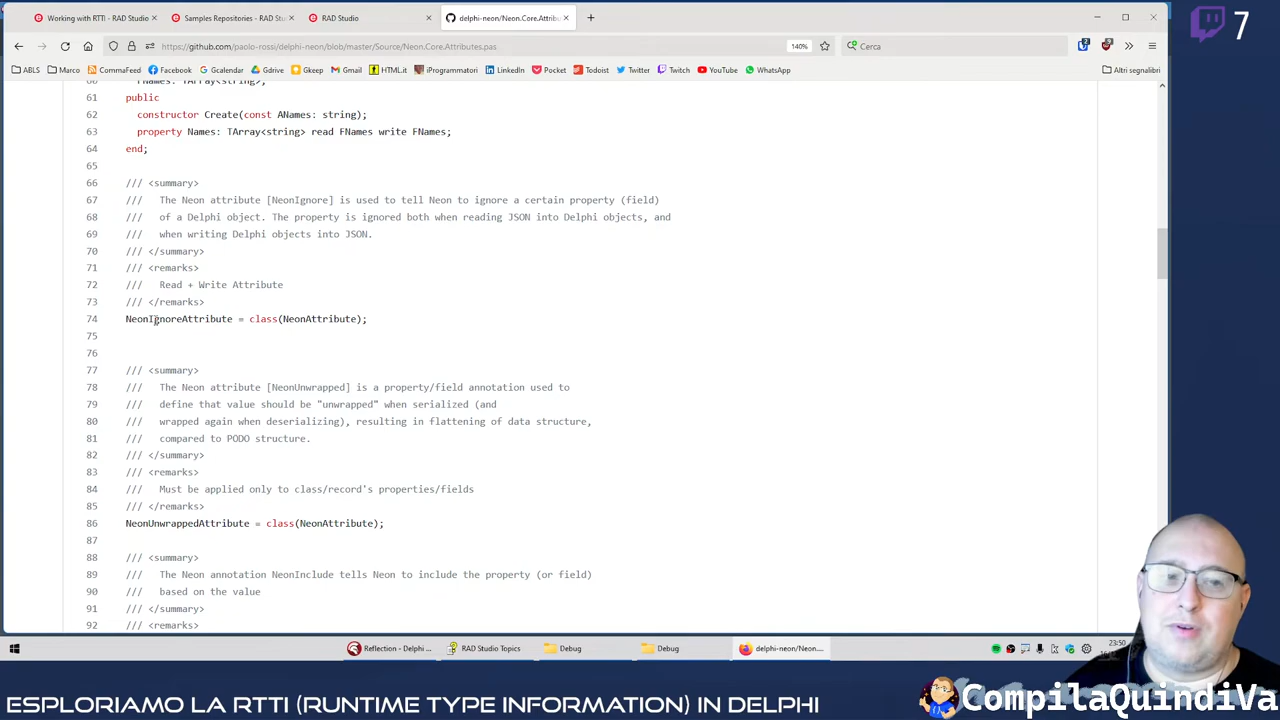 Working with RTTI - RAD Studio
Samples Repositories - RAD Stu
RAD Studio
delphi-neon/Neon.Core.Attribu
7
https://github.com/paolo-rossi/delphi-neon/blob/master/Source/Neon.Core.Attributes.pas
140%
Cerca
ABLS
Marco
CommaFeed
Facebook
Gcalendar
Gdrive
Gkeep
Gmail
HTML.it
iProgrammatori
LinkedIn
Pocket
Todoist
Twitter
Twitch
YouTube
WhatsApp
Altri segnalibri
60 FNames: TArray<string>;
61 public
62 constructor Create(const ANames: string);
63 property Names: TArray<string> read FNames write FNames;
64 end;
65
66 /// <summary>
67 /// The Neon attribute [NeonIgnore] is used to tell Neon to ignore a certain property (field)
68 /// of a Delphi object. The property is ignored both when reading JSON into Delphi objects, and
69 /// when writing Delphi objects into JSON.
70 /// </summary>
71 /// <remarks>
72 /// Read + Write Attribute
73 /// </remarks>
74 NeonIgnoreAttribute = class(NeonAttribute);
75
76
77 /// <summary>
78 /// The Neon attribute [NeonUnwrapped] is a property/field annotation used to
79 /// define that value should be "unwrapped" when serialized (and
80 /// wrapped again when deserializing), resulting in flattening of data structure,
81 /// compared to PODO structure.
82 /// </summary>
83 /// <remarks>
84 /// Must be applied only to class/record's properties/fields
85 /// </remarks>
86 NeonUnwrappedAttribute = class(NeonAttribute);
87
88 /// <summary>
89 /// The Neon annotation NeonInclude tells Neon to include the property (or field)
90 /// based on the value
91 /// </summary>
92 /// <remarks>
Reflection - Delphi ...
RAD Studio Topics
Debug
Debug
delphi-neon/Neon....
23:50
ESPLORIAMO LA RTTI (RUNTIME TYPE INFORMATION) IN DELPHI
CompilaQuindiVa